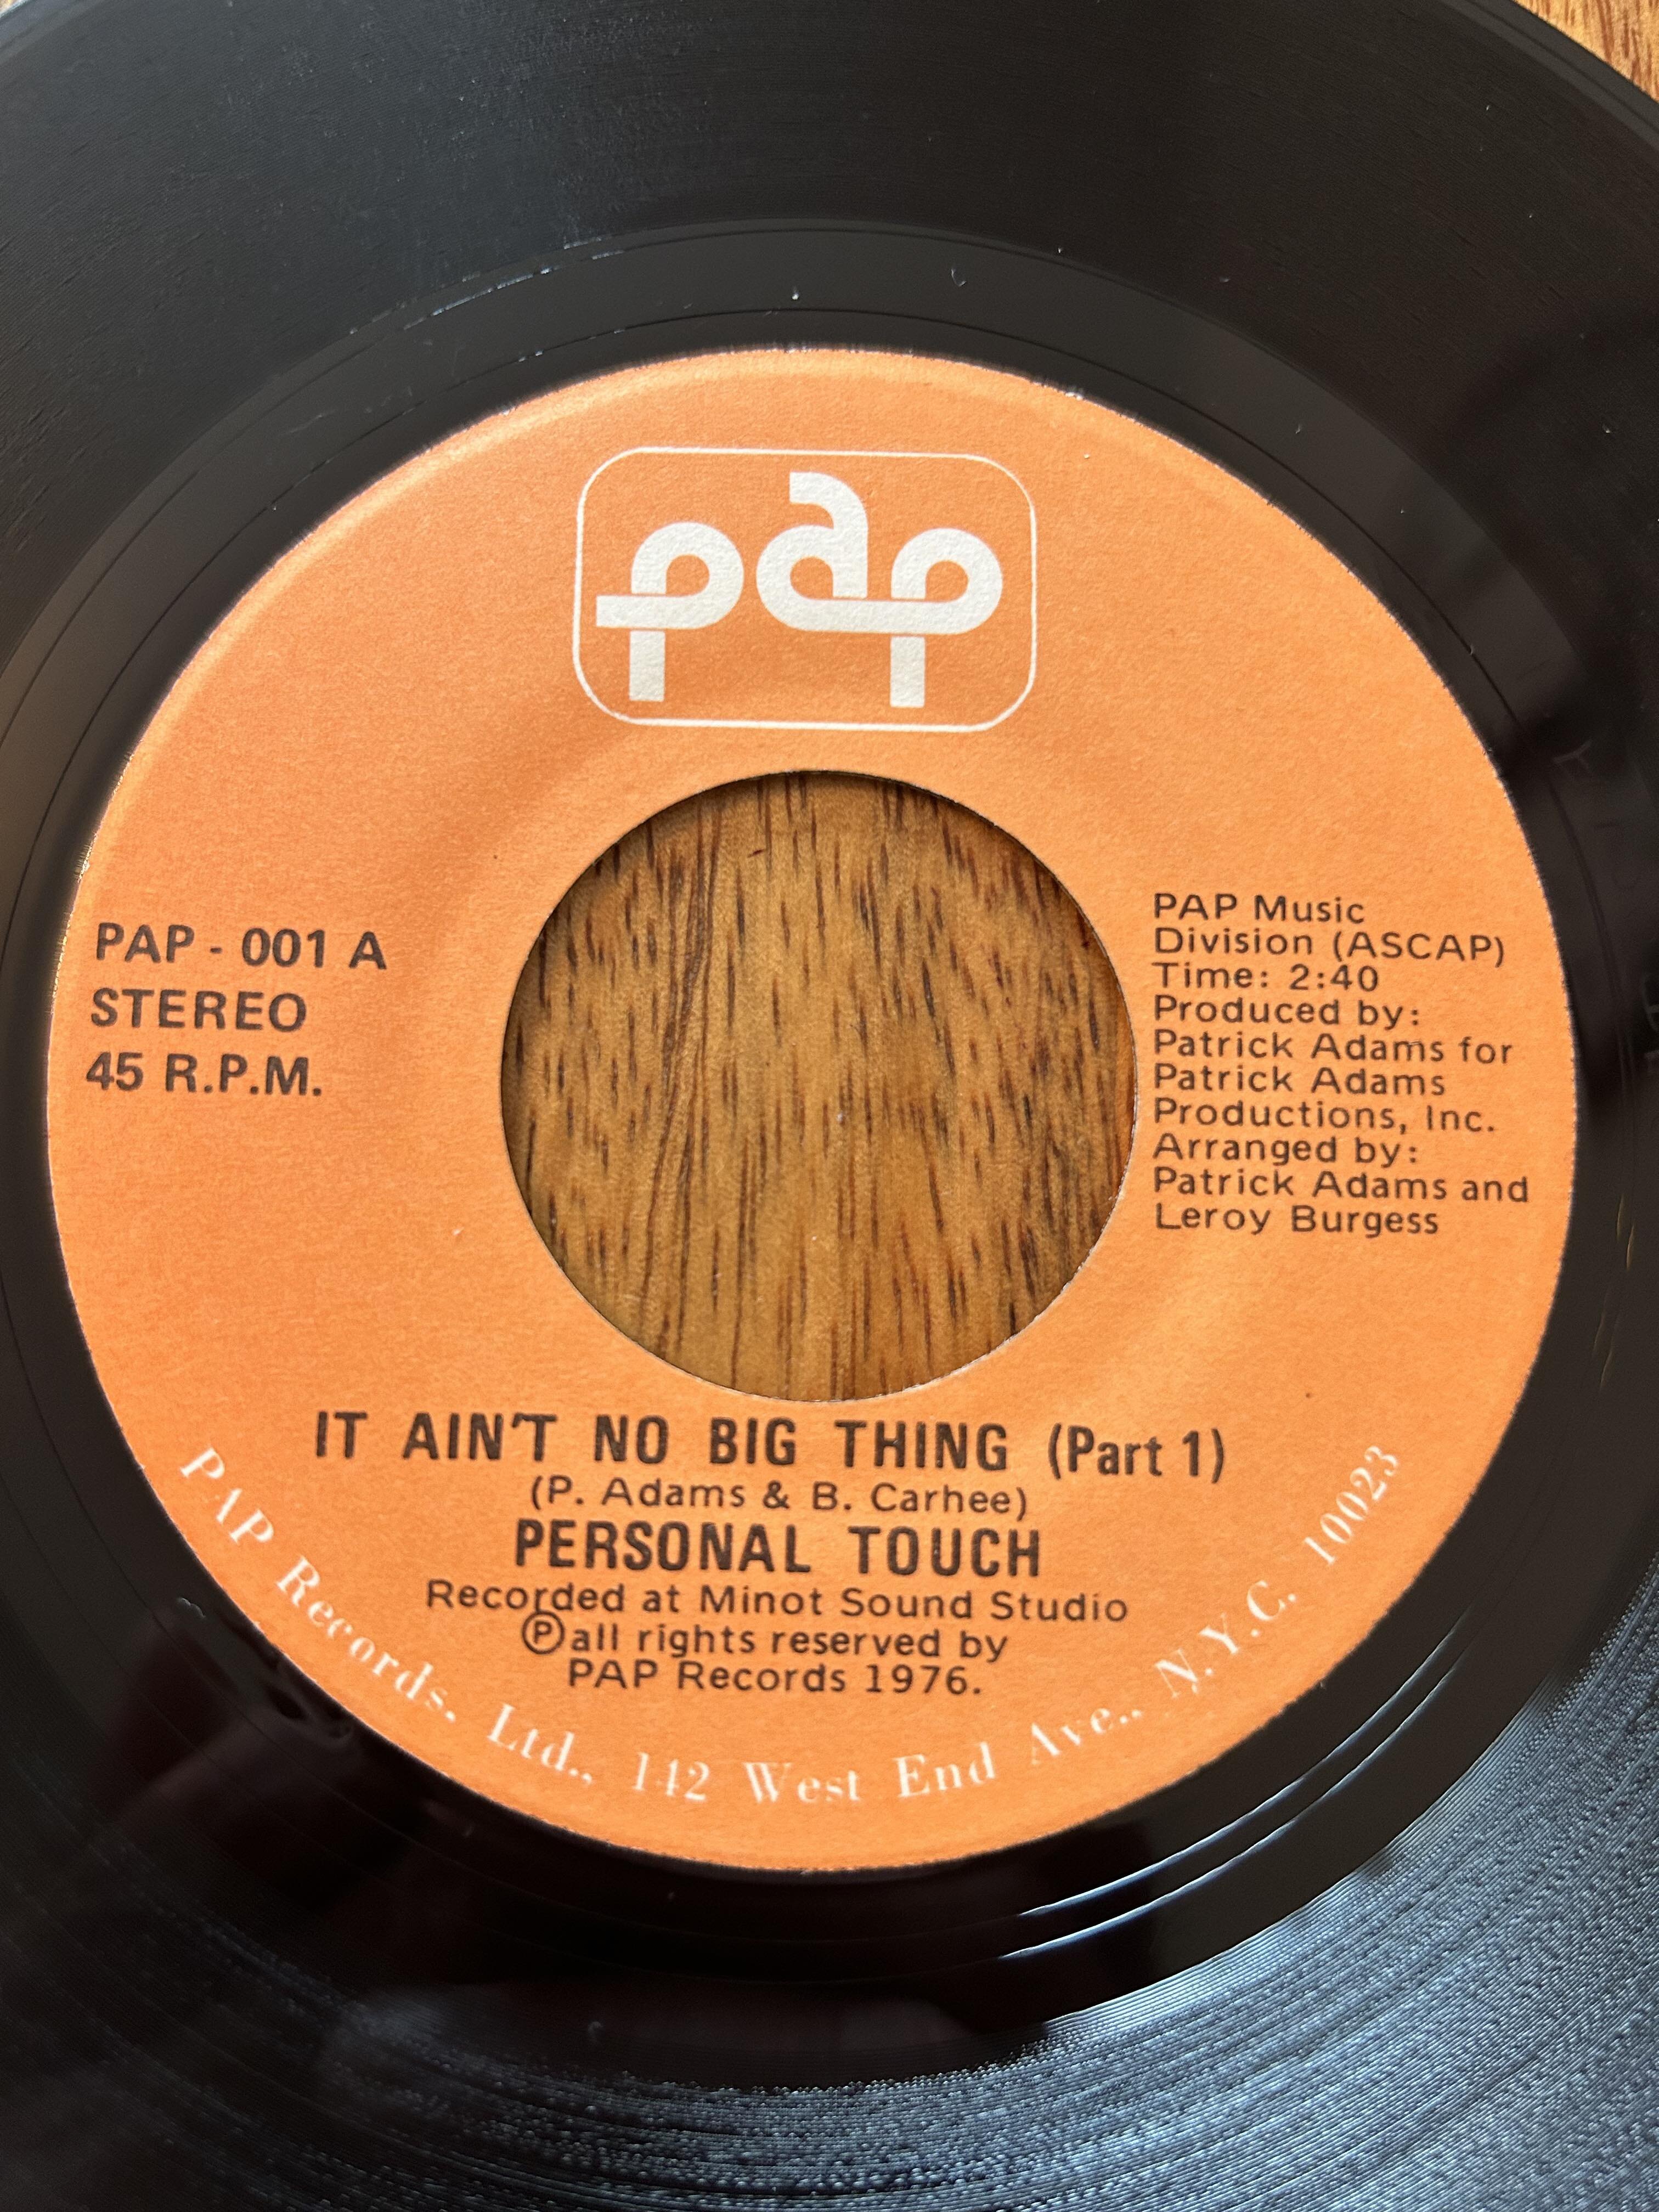 pap
PAP - 001 A
STEREO
45 R.P.M.
PAP Music
Division (ASCAP)
Time: 2:40
Produced by:
Patrick Adams for
Patrick Adams
Productions, Inc.
Arranged by:
Patrick Adams and
Leroy Burgess
IT AIN'T NO BIG THING (Part 1)
(P. Adams & B. Carhee)
PERSONAL TOUCH
Recorded at Minot Sound Studio
Ⓟall rights reserved by
PAP Records 1976.
PAP Records, Ltd., 142 West End Ave., N.Y.C. 10023